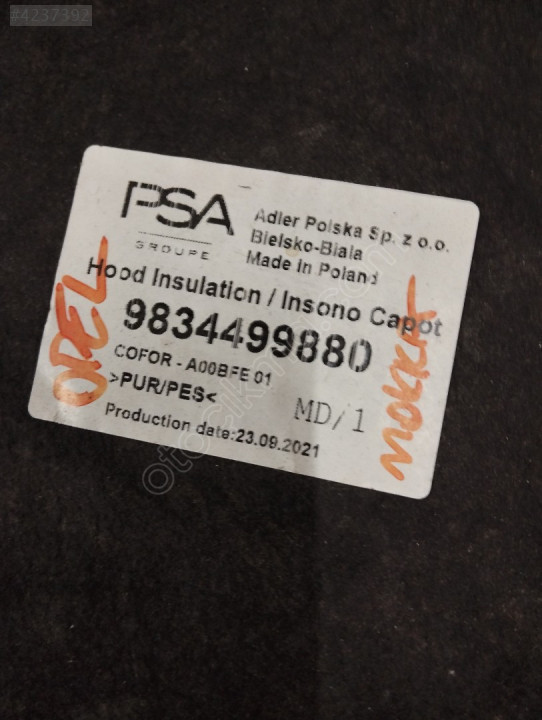 #4237392
PSA
GROUPE
Adler Polska Sp. z o.o.
Bielsko-Biala
Made in Poland
Hood Insulation / Insono Capot
9834499880
COFOR - A00BFE 01
>PUR/PES<
MD/1
Production date:23.09.2021
OPEL
MOKKA